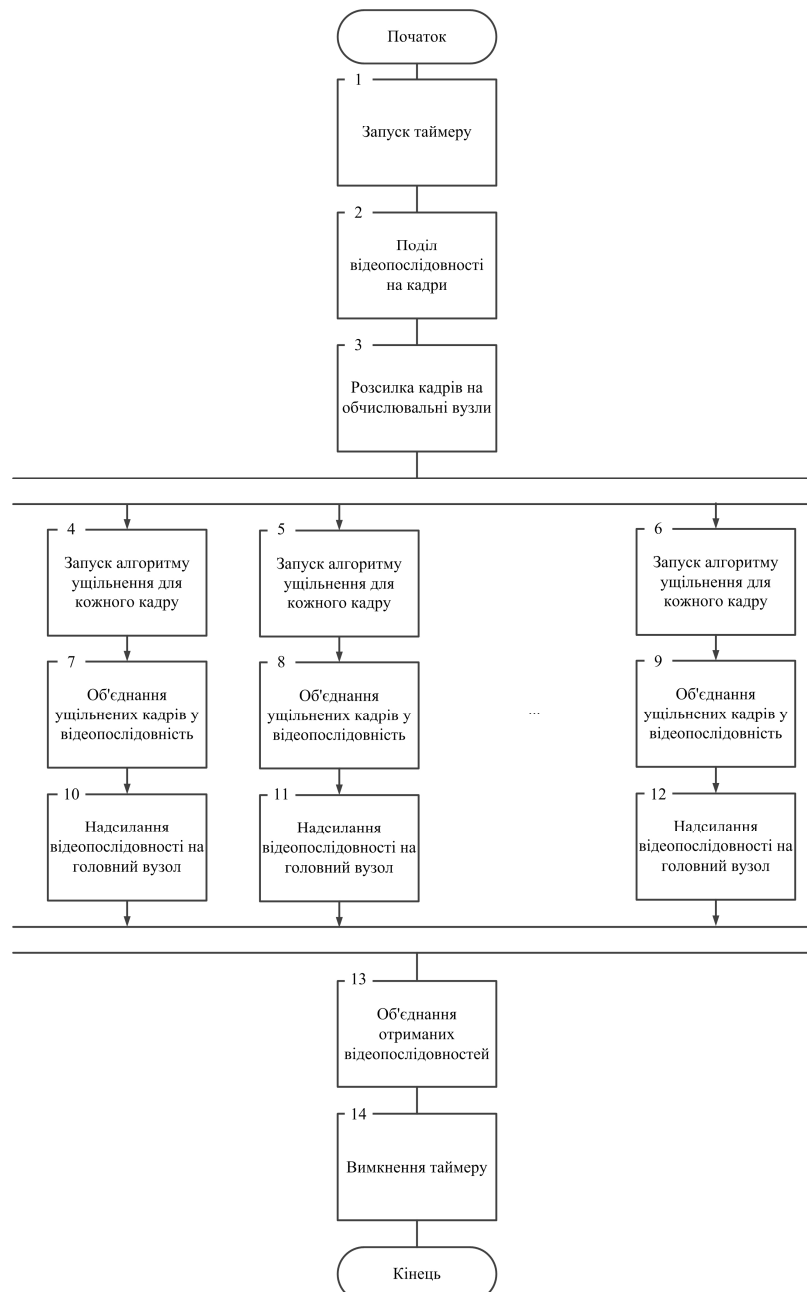 Початок
1
Запуск таймеру
2
Поділ
відеопослідовності
на кадри
3
Розсилка кадрів на
обчислювальні вузли
4
Запуск алгоритму
ущільнення для
кожного кадру
5
Запуск алгоритму
ущільнення для
кожного кадру
6
Запуск алгоритму
ущільнення для
кожного кадру
7
Об'єднання
ущільнених кадрів у
відеопослідовність
8
Об'єднання
ущільнених кадрів у
відеопослідовність
...
9
Об'єднання
ущільнених кадрів у
відеопослідовність
10
Надсилання
відеопослідовності на
головний вузол
11
Надсилання
відеопослідовності на
головний вузол
12
Надсилання
відеопослідовності на
головний вузол
13
Об'єднання
отриманих
відеопослідовностей
14
Вимкнення таймеру
Кінець